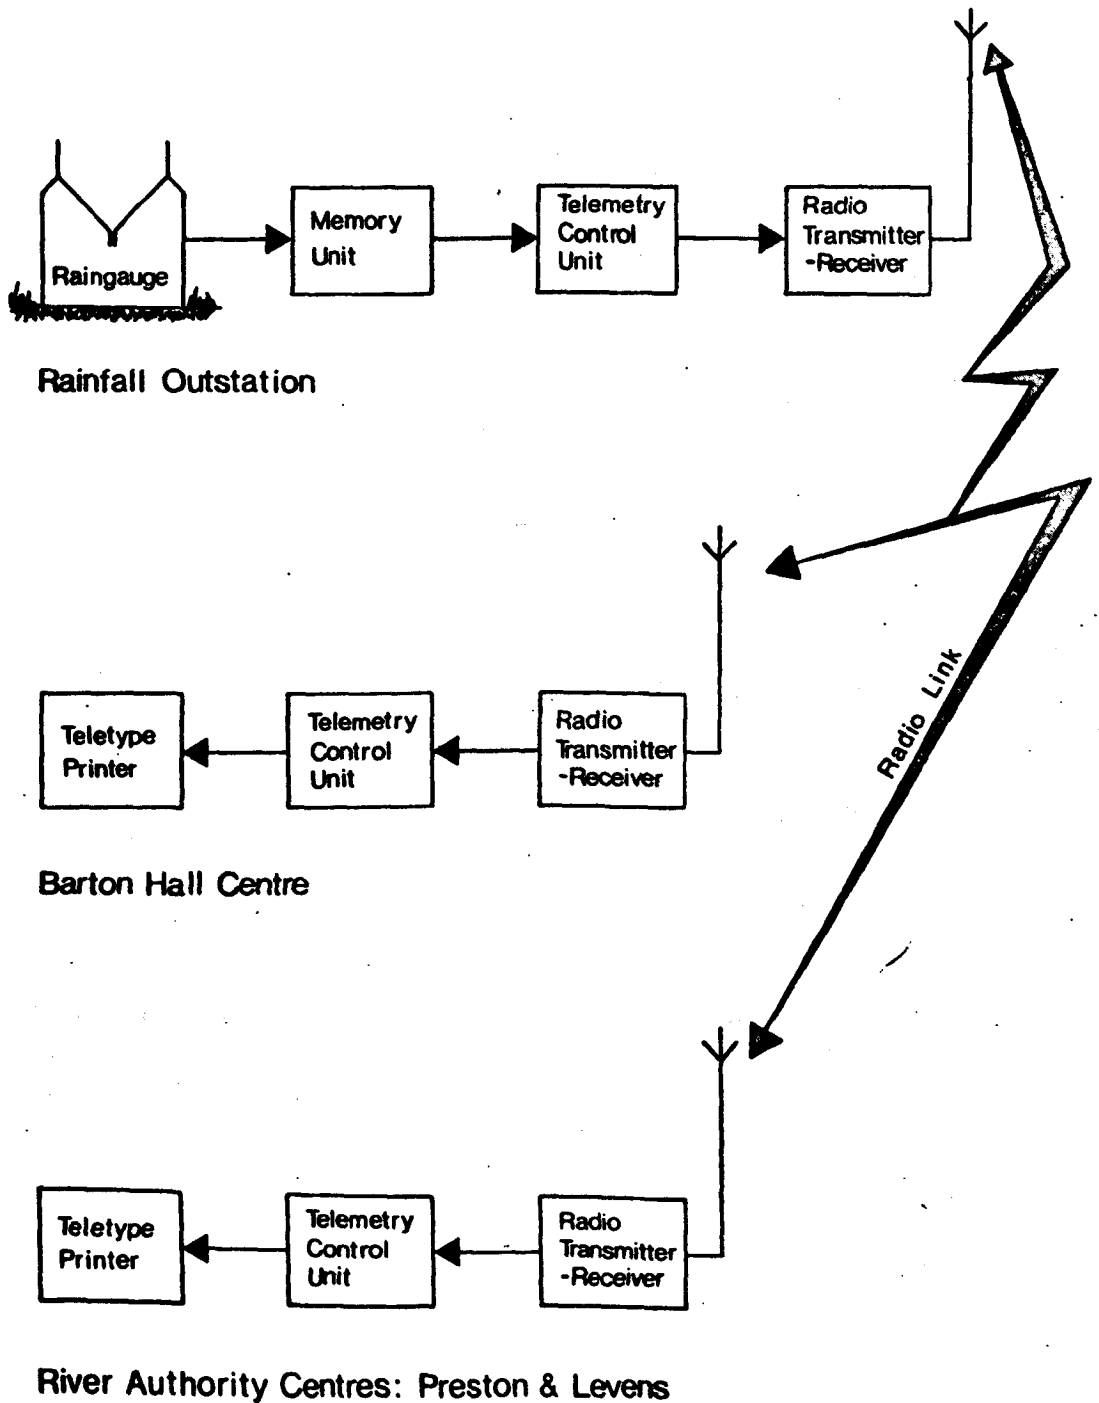 Raingauge
Memory
Unit
Telemetry
Control
Unit
Radio
Transmitter
-Receiver
Rainfall Outstation
Radio Link
Teletype
Printer
Telemetry
Control
Unit
Radio
Transmitter
-Receiver
Barton Hall Centre
Teletype
Printer
Telemetry
Control
Unit
Radio
Transmitter
-Receiver
River Authority Centres: Preston & Levens